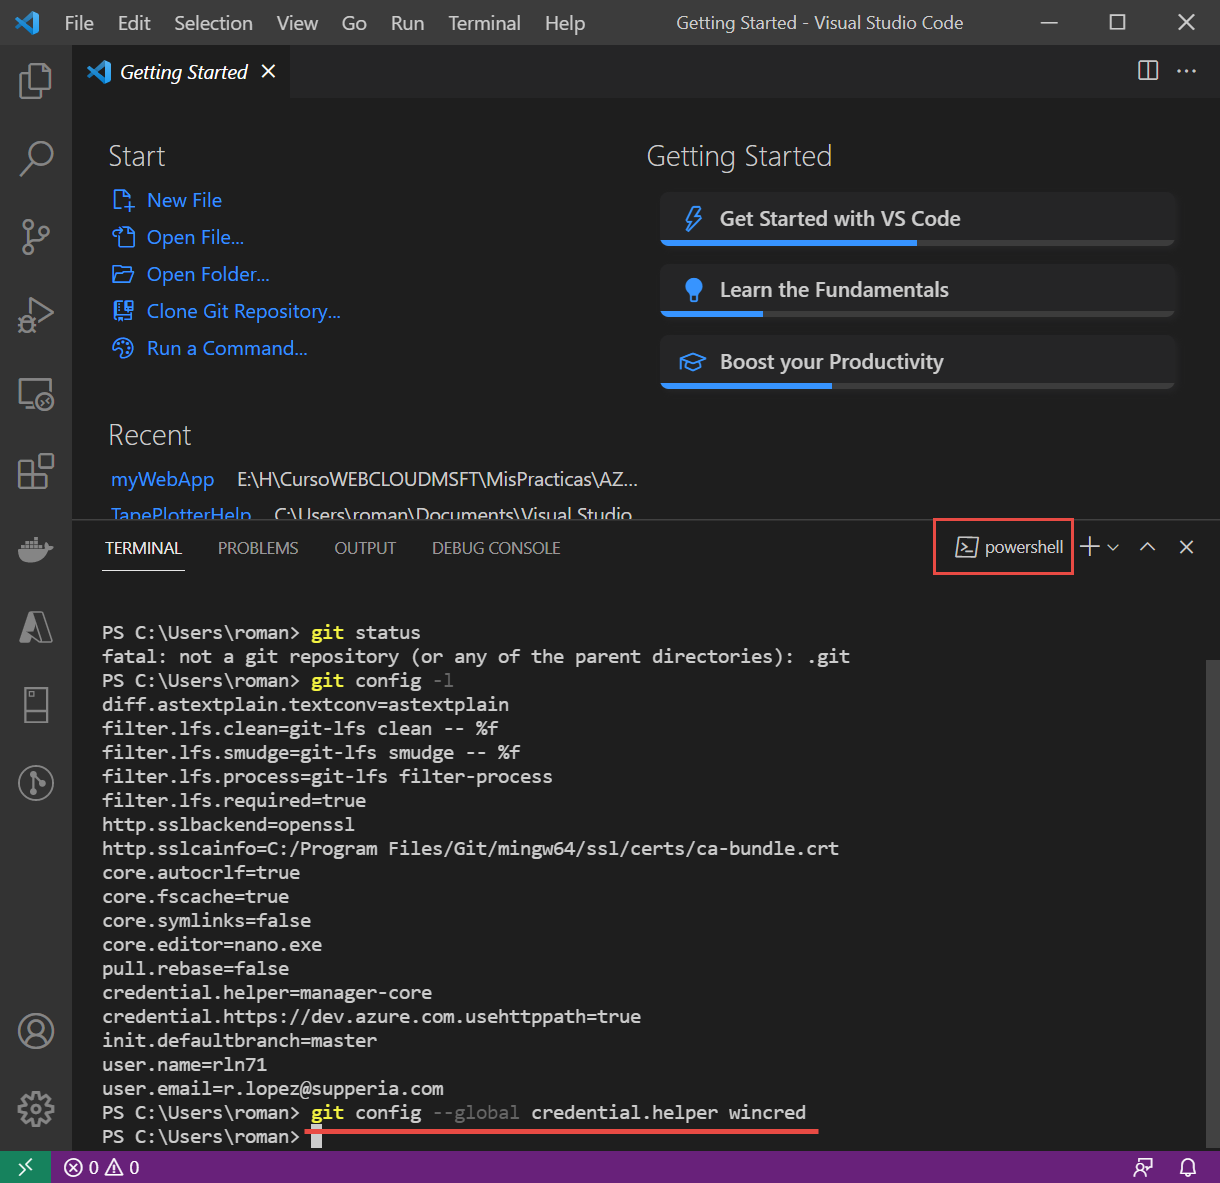 File Edit Selection View Go Run Terminal Help Getting Started - Visual Studio Code
Getting Started
Start
New File
Open File...
Open Folder...
Clone Git Repository...
Run a Command...
Getting Started
Get Started with VS Code
Learn the Fundamentals
Boost your Productivity
Recent
myWebApp E:\H\CursoWEBCLOUDMSFT\MisPracticas\AZ...
TapePlotterHelp C:\Users\roman\Documents\Visual Studio
TERMINAL PROBLEMS OUTPUT DEBUG CONSOLE powershell
PS C:\Users\roman> git status
fatal: not a git repository (or any of the parent directories): .git
PS C:\Users\roman> git config -l
diff.astextplain.textconv=astextplain
filter.lfs.clean=git-lfs clean -- %f
filter.lfs.smudge=git-lfs smudge -- %f
filter.lfs.process=git-lfs filter-process
filter.lfs.required=true
http.sslbackend=openssl
http.sslcainfo=C:/Program Files/Git/mingw64/ssl/certs/ca-bundle.crt
core.autocrlf=true
core.fscache=true
core.symlinks=false
core.editor=nano.exe
pull.rebase=false
credential.helper=manager-core
credential.https://dev.azure.com.usehttppath=true
init.defaultbranch=master
user.name=rln71
user.email=r.lopez@supperia.com
PS C:\Users\roman> git config --global credential.helper wincred
PS C:\Users\roman>
0 0